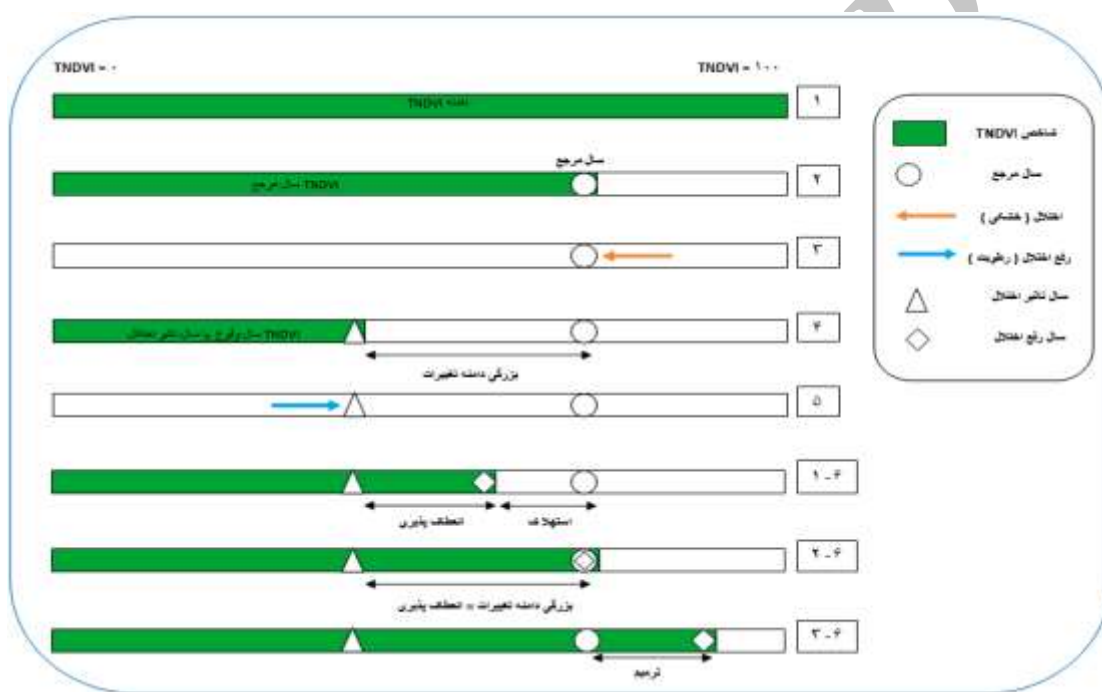 TNDVI = ۰
TNDVI = ۱۰۰
دامنه TNDVI
۱
سال مرجع
TNDVI سال مرجع
۲
۳
TNDVI سال وقوع یا سال تاثیر اختلال
۴
بزرگی دامنه تغییرات
۵
۶ - ۱
انعطاف پذیری
استهلاک
۶ - ۲
بزرگی دامنه تغییرات = انعطاف پذیری
۶ - ۳
ترمیم
شاخص TNDVI
سال مرجع
اختلال ( خشکی )
رفع اختلال ( رطوبت )
سال تاثیر اختلال
سال رفع اختلال